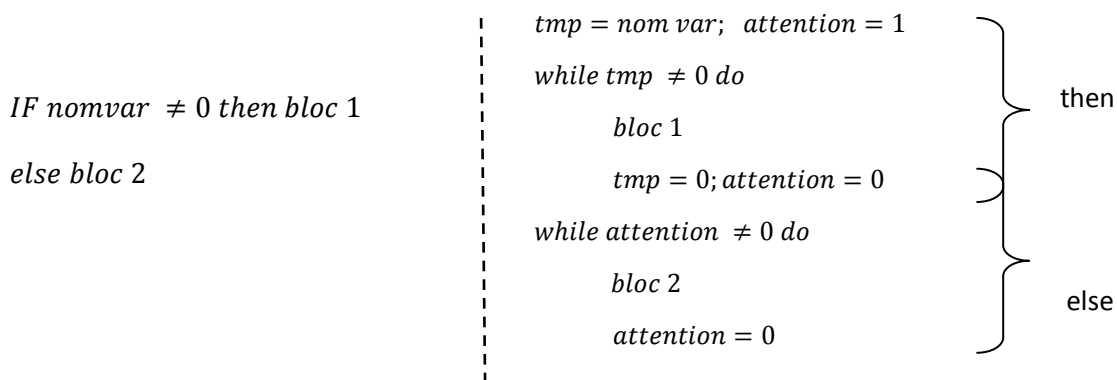 IF nomvar ≠ 0 then bloc 1
else bloc 2
tmp = nom var; attention = 1
while tmp ≠ 0 do
bloc 1
tmp = 0; attention = 0
while attention ≠ 0 do
bloc 2
attention = 0
then
else